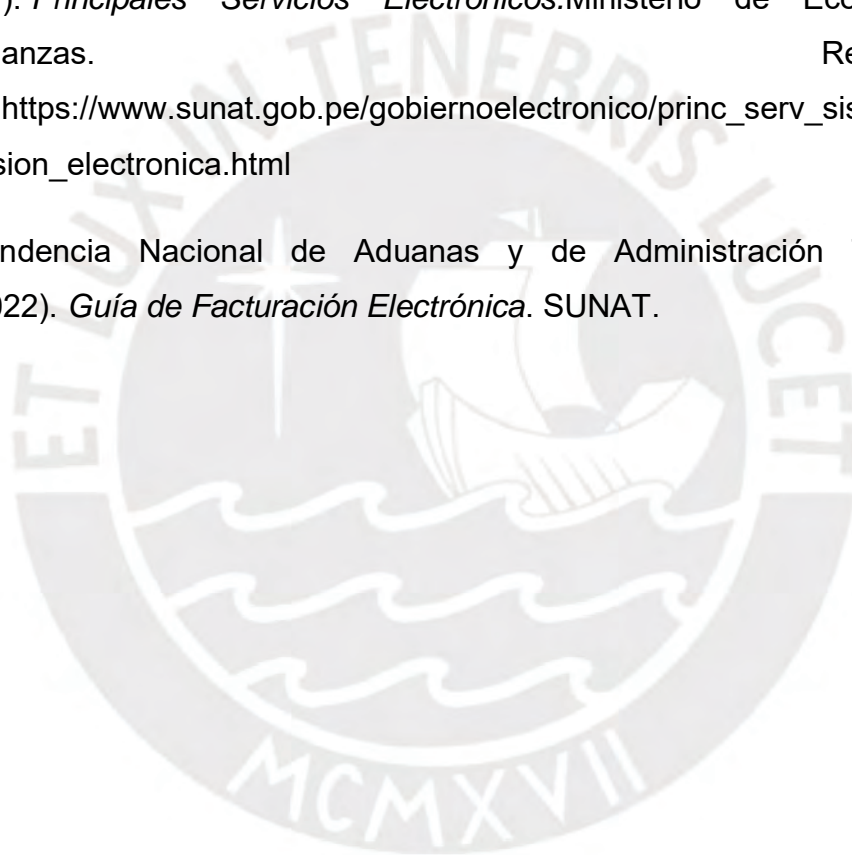 ). Principales Servicios Electrónicos.Ministerio de Eco
anzas. Re
https://www.sunat.gob.pe/gobiernoelectronico/princ_serv_sis
sion_electronica.html
ndencia Nacional de Aduanas y de Administración
022). Guía de Facturación Electrónica. SUNAT.
ET LUX IN TENEBRIS LUCET
MCMXVII